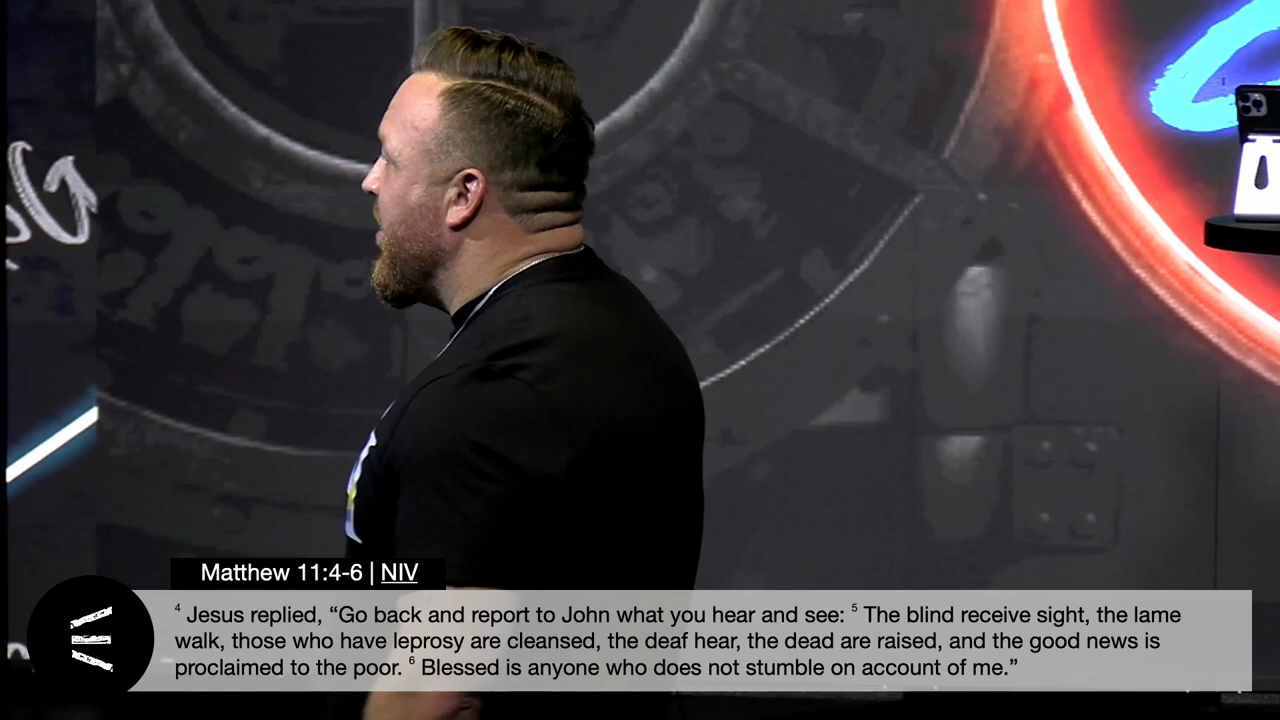 Matthew 11:4-6 | NIV
4 Jesus replied, “Go back and report to John what you hear and see: 5 The blind receive sight, the lame
walk, those who have leprosy are cleansed, the deaf hear, the dead are raised, and the good news is
proclaimed to the poor. 6 Blessed is anyone who does not stumble on account of me.”